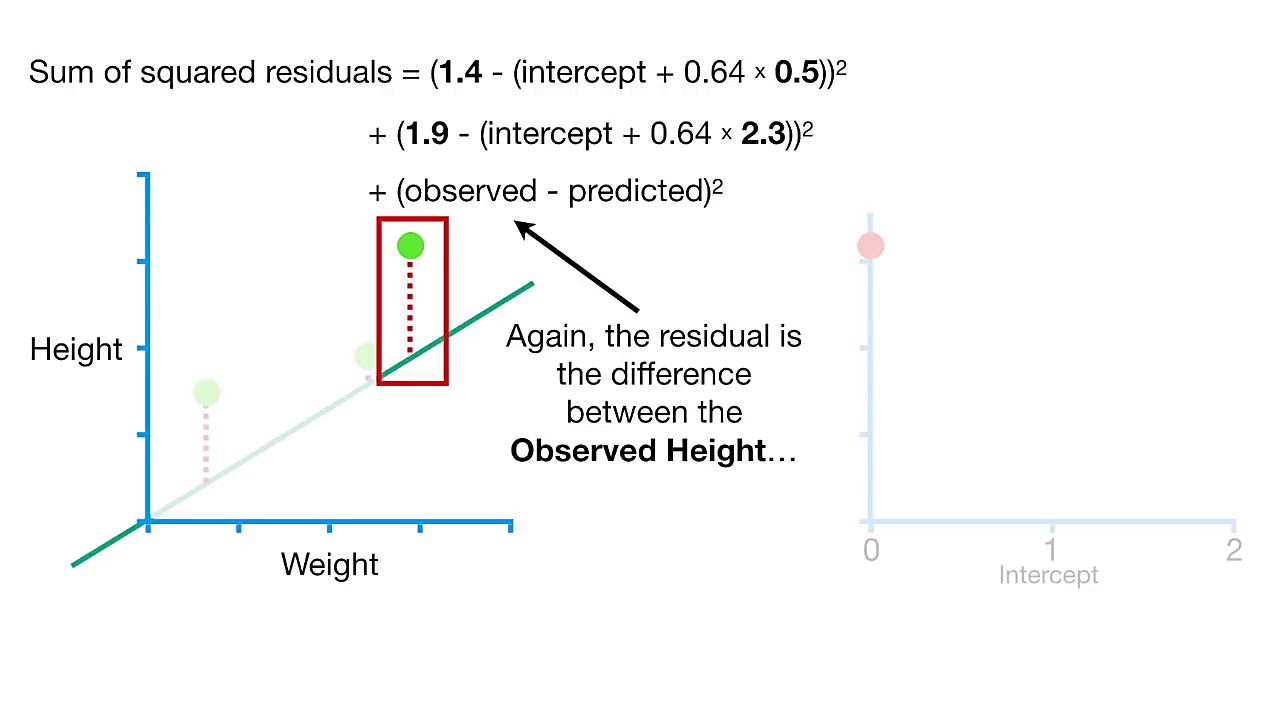 Sum of squared residuals = (1.4 - (intercept + 0.64 x 0.5))²
+ (1.9 - (intercept + 0.64 x 2.3))²
+ (observed - predicted)²
Again, the residual is
the difference
between the
Observed Height…
Height
Weight
0 1 2
Intercept